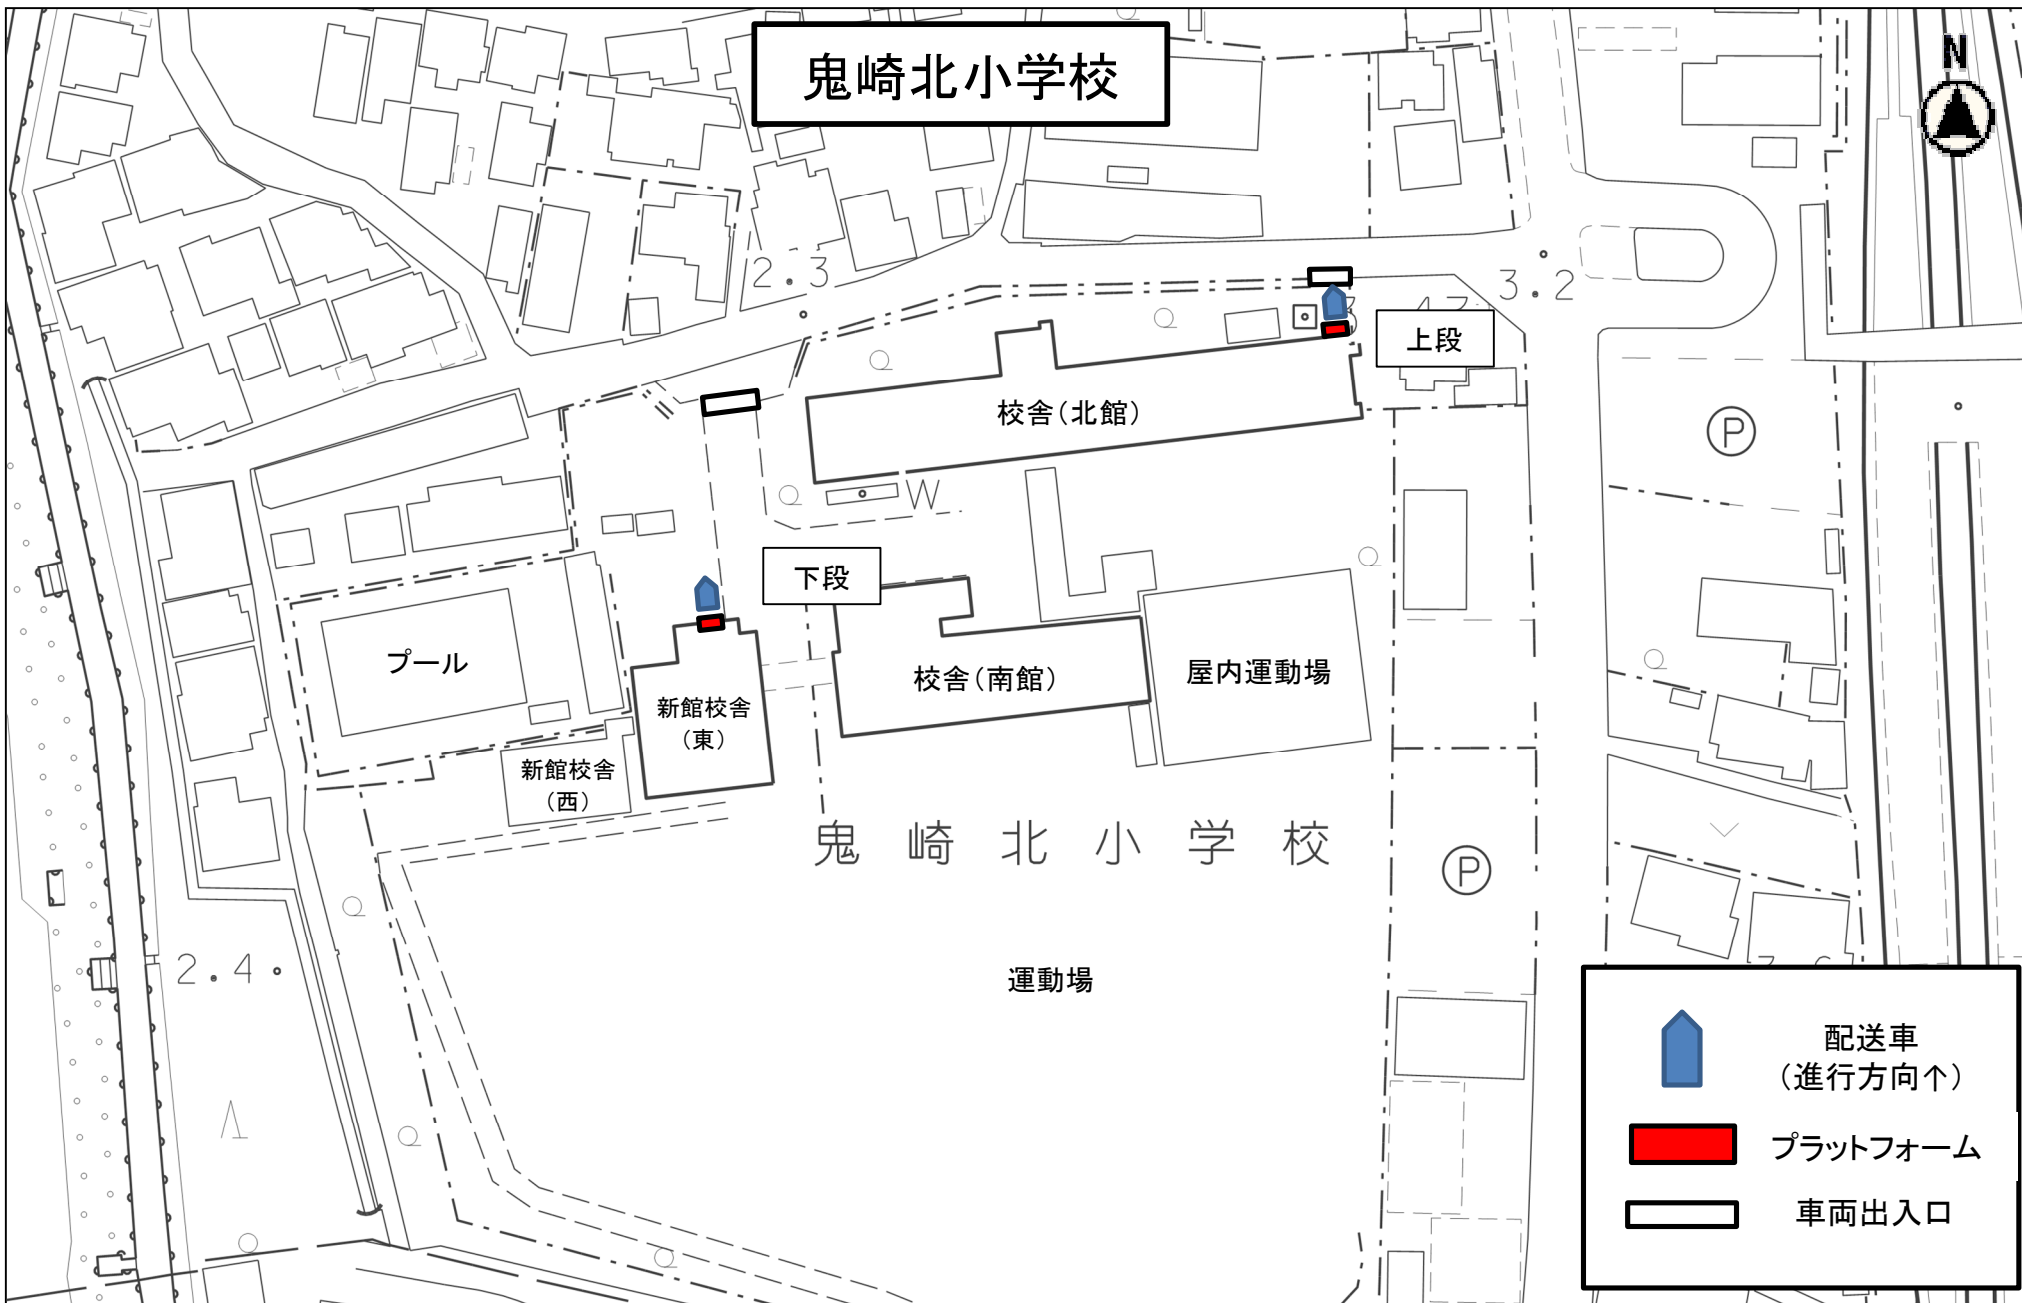 鬼崎北小学校
N
2.3
3.2
上段
校舎（北館）
P
W
下段
プール
校舎（南館）
屋内運動場
新館校舎
（東）
新館校舎
（西）
鬼崎北小学校
P
2.4
運動場
配送車
（進行方向↑）
プラットフォーム
車両出入口